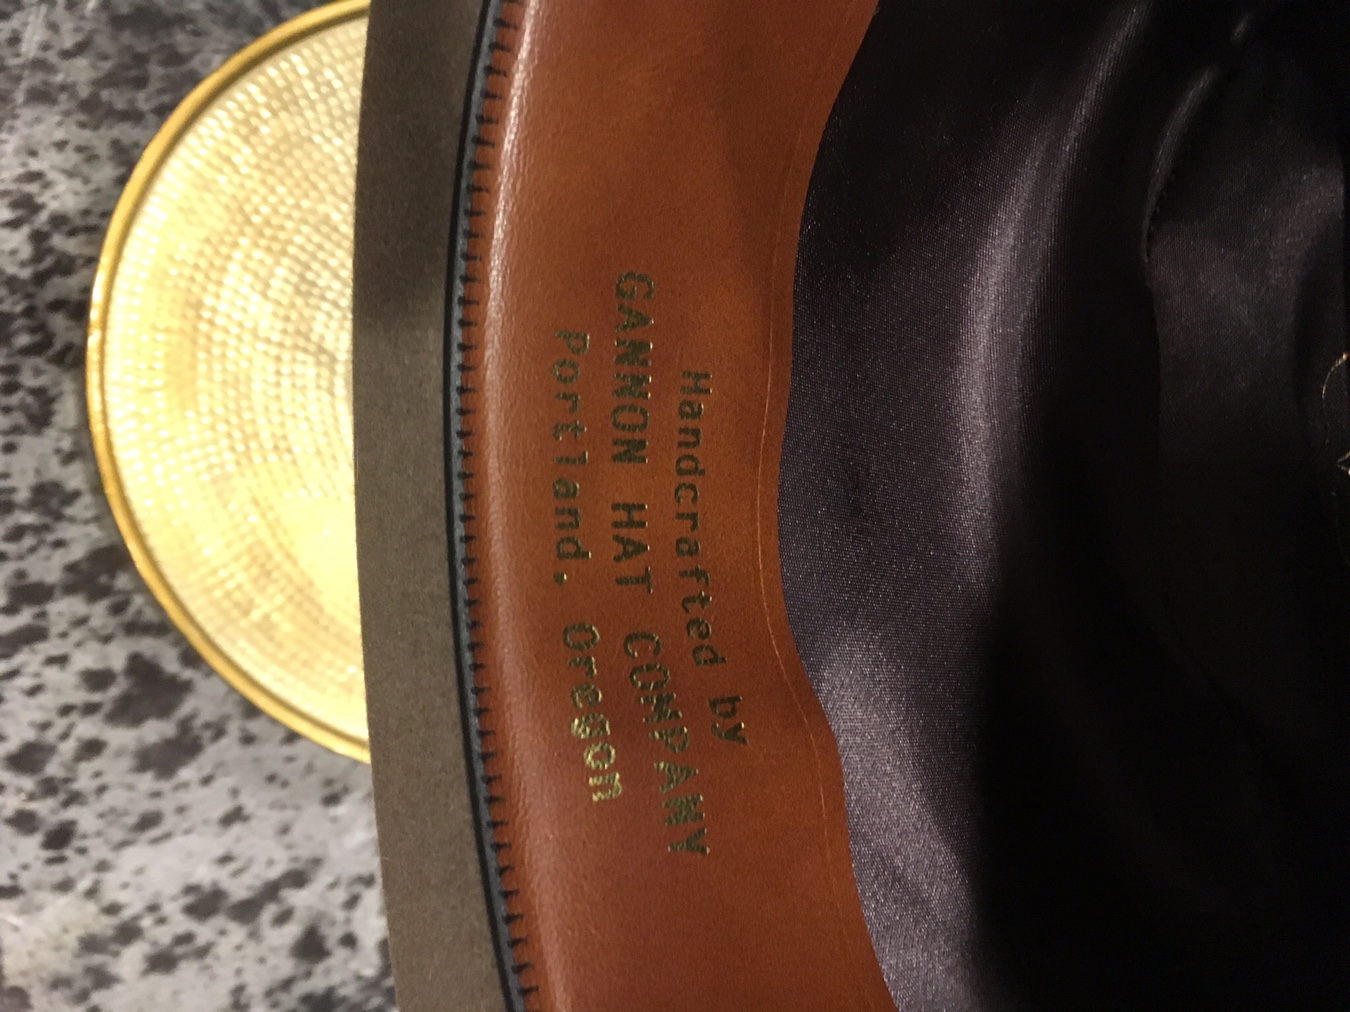 Handcrafted by
GANNON HAT COMPANY
Portland, Oregon